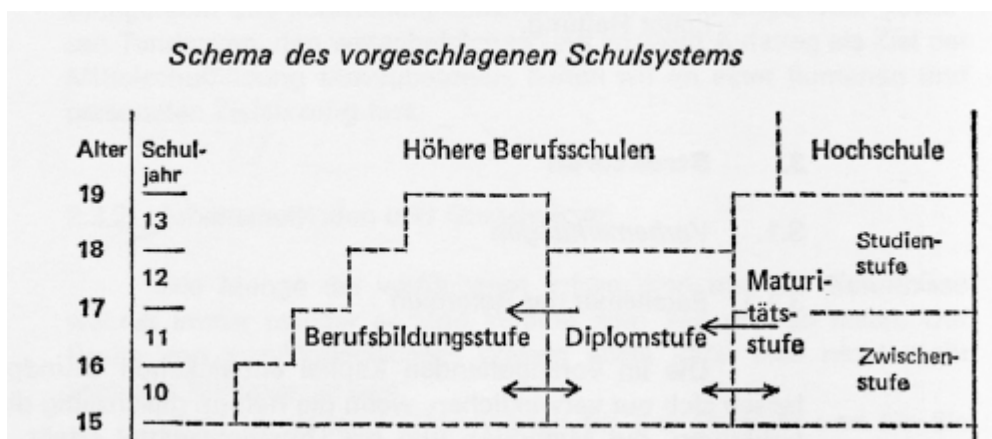 Schema des vorgeschlagenen Schulsystems
Alter
Schul-
jahr
Höhere Berufsschulen
Hochschule
19
13
18
12
17
11
16
10
15
Berufsbildungsstufe
Diplomstufe
Maturi-
täts-
stufe
Studien-
stufe
Zwischen-
stufe